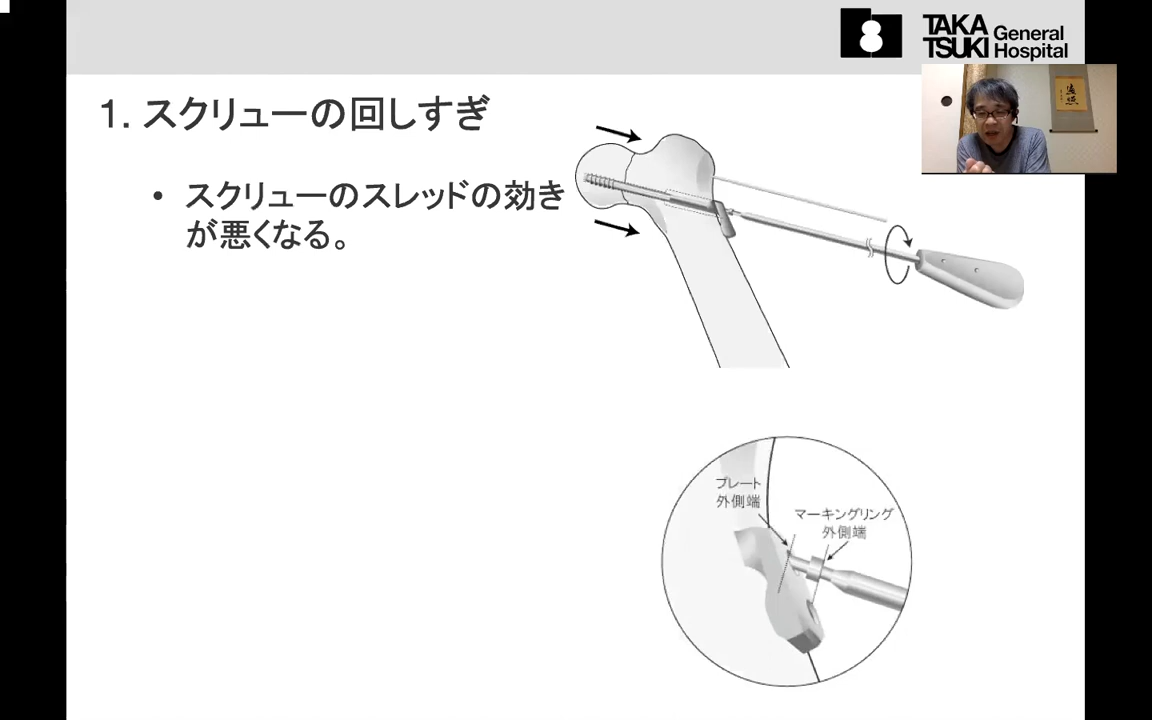 TAKA
TSUKI General
Hospital
1. スクリューの回しすぎ
• スクリューのスレッドの効き
が悪くなる。
プレート
外側端
マーキングリング
外側端